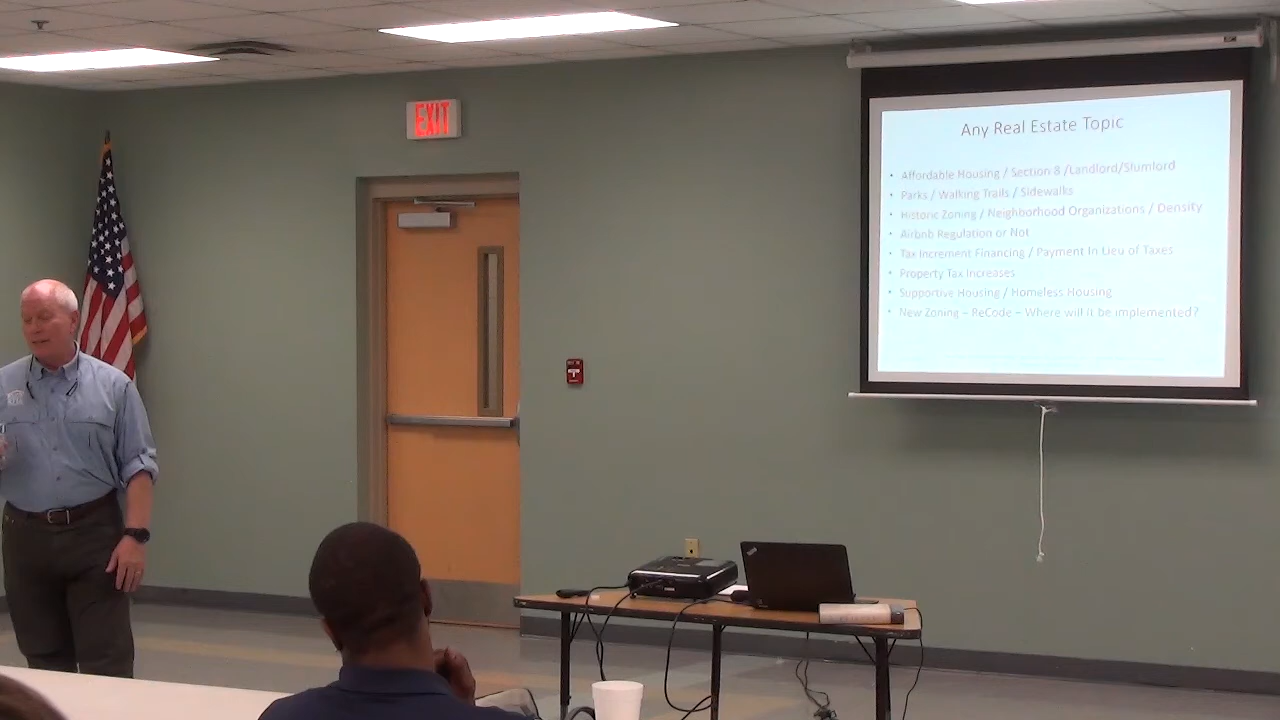 EXIT
Any Real Estate Topic
• Affordable Housing / Section 8 /Landlord/Slumlord
• Parks / Walking Trails / Sidewalks
• Historic Zoning / Neighborhood Organizations / Density
• Airbnb Regulation or Not
• Tax Increment Financing / Payment In Lieu of Taxes
• Property Tax Increases
• Supportive Housing / Homeless Housing
• New Zoning – ReCode – Where will it be implemented?